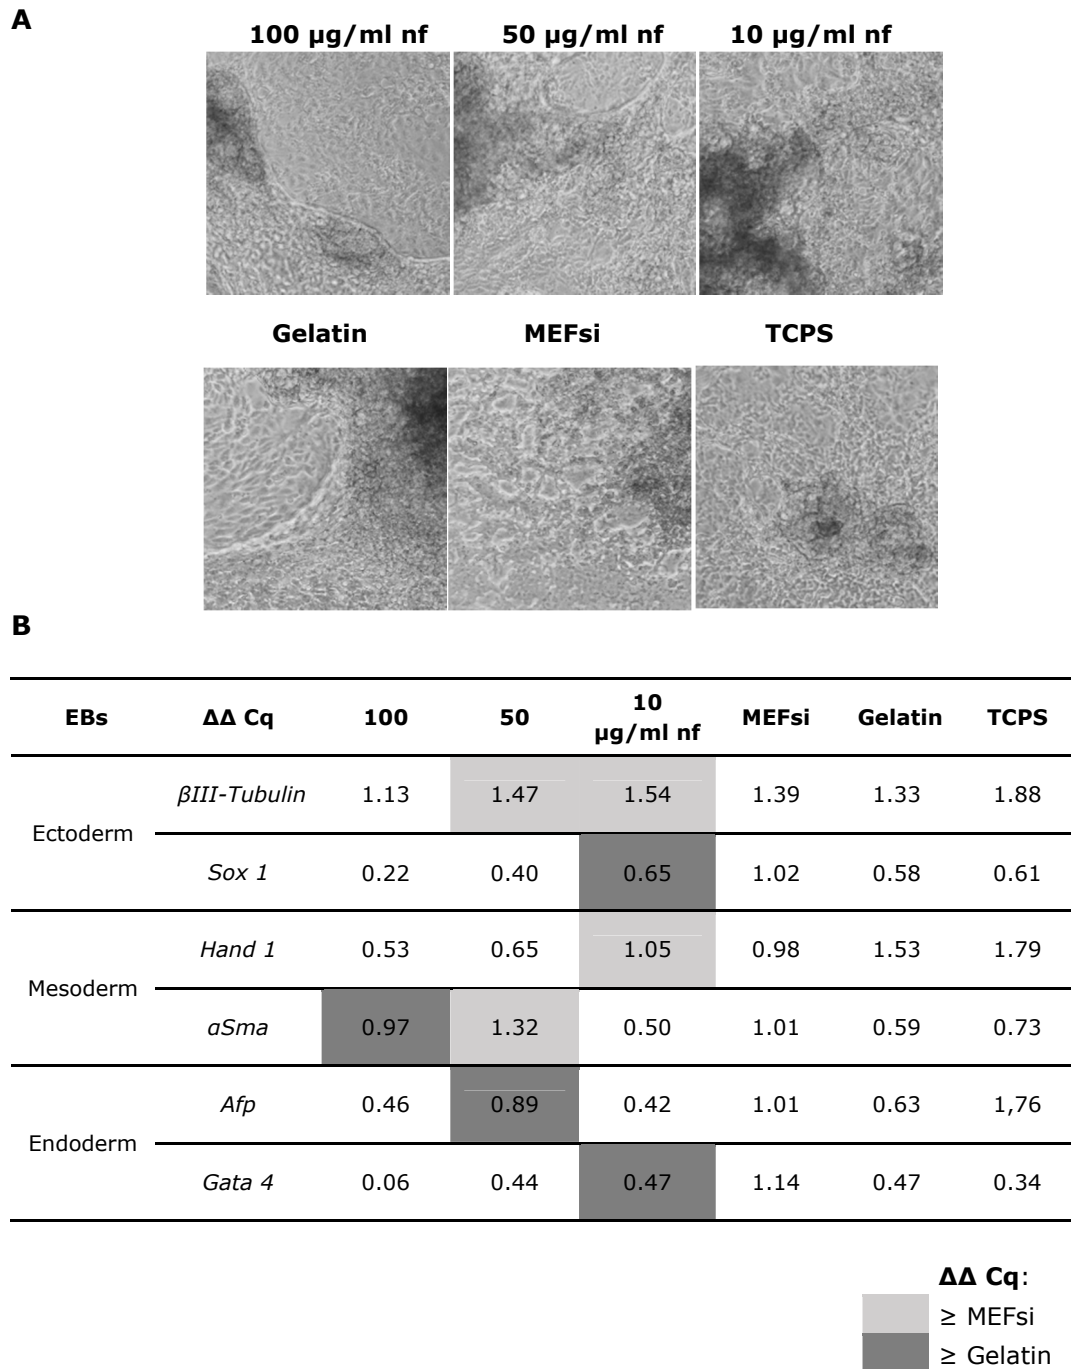 A
100 µg/ml nf 50 µg/ml nf 10 µg/ml nf
Gelatin MEFsi TCPS
B
EBs ΔΔ Cq 100 50 10 µg/ml nf MEFsi Gelatin TCPS
Ectoderm
βIII-Tubulin 1.13 1.47 1.54 1.39 1.33 1.88
Sox 1 0.22 0.40 0.65 1.02 0.58 0.61
Mesoderm
Hand 1 0.53 0.65 1.05 0.98 1.53 1.79
αSma 0.97 1.32 0.50 1.01 0.59 0.73
Endoderm
Afp 0.46 0.89 0.42 1.01 0.63 1,76
Gata 4 0.06 0.44 0.47 1.14 0.47 0.34
ΔΔ Cq:
≥ MEFsi
≥ Gelatin